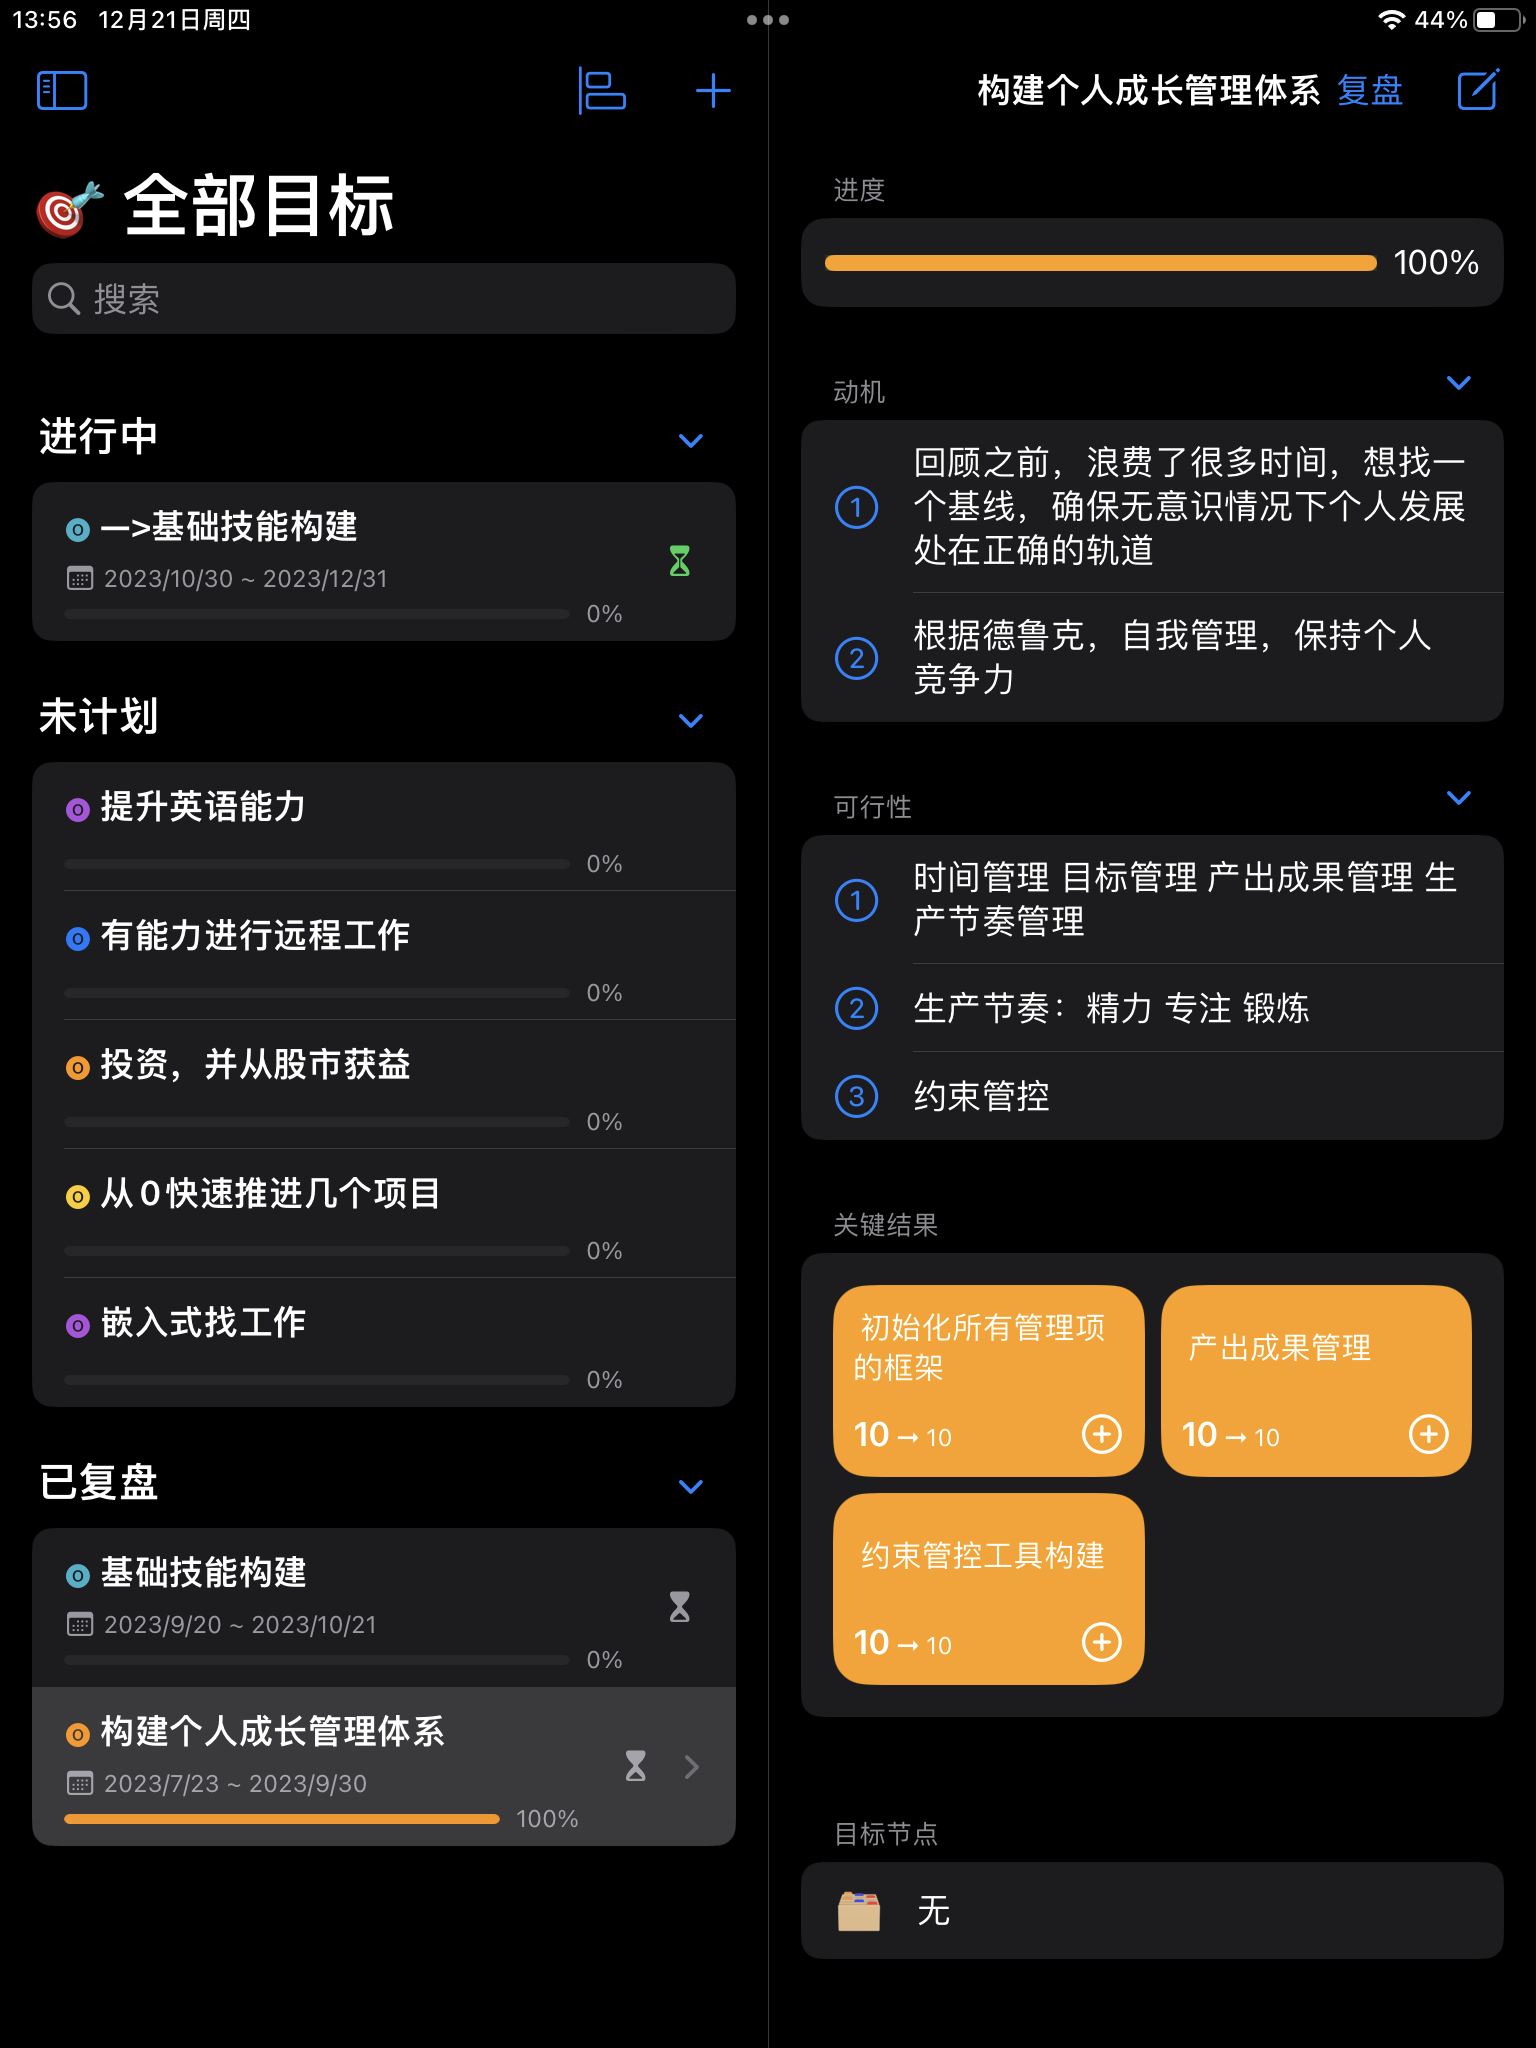 13:56 12月21日周四
44%
🎯 全部目标
搜索
进行中
一>基础技能构建
2023/10/30 ~ 2023/12/31
0%
未计划
提升英语能力
0%
有能力进行远程工作
0%
投资，并从股市获益
0%
从0快速推进几个项目
0%
嵌入式找工作
0%
已复盘
基础技能构建
2023/9/20 ~ 2023/10/21
0%
构建个人成长管理体系
2023/7/23 ~ 2023/9/30
100%
构建个人成长管理体系 复盘
进度
100%
动机
1 回顾之前，浪费了很多时间，想找一
个基线，确保无意识情况下个人发展
处在正确的轨道
2 根据德鲁克，自我管理，保持个人
竞争力
可行性
1 时间管理 目标管理 产出成果管理 生
产节奏管理
2 生产节奏：精力 专注 锻炼
3 约束管控
关键结果
初始化所有管理项
的框架
10 → 10
产出成果管理
10 → 10
约束管控工具构建
10 → 10
目标节点
无